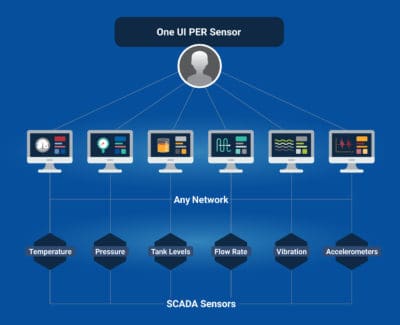 One UI PER Sensor
Any Network
Temperature
Pressure
Tank Levels
Flow Rate
Vibration
Accelerometers
SCADA Sensors